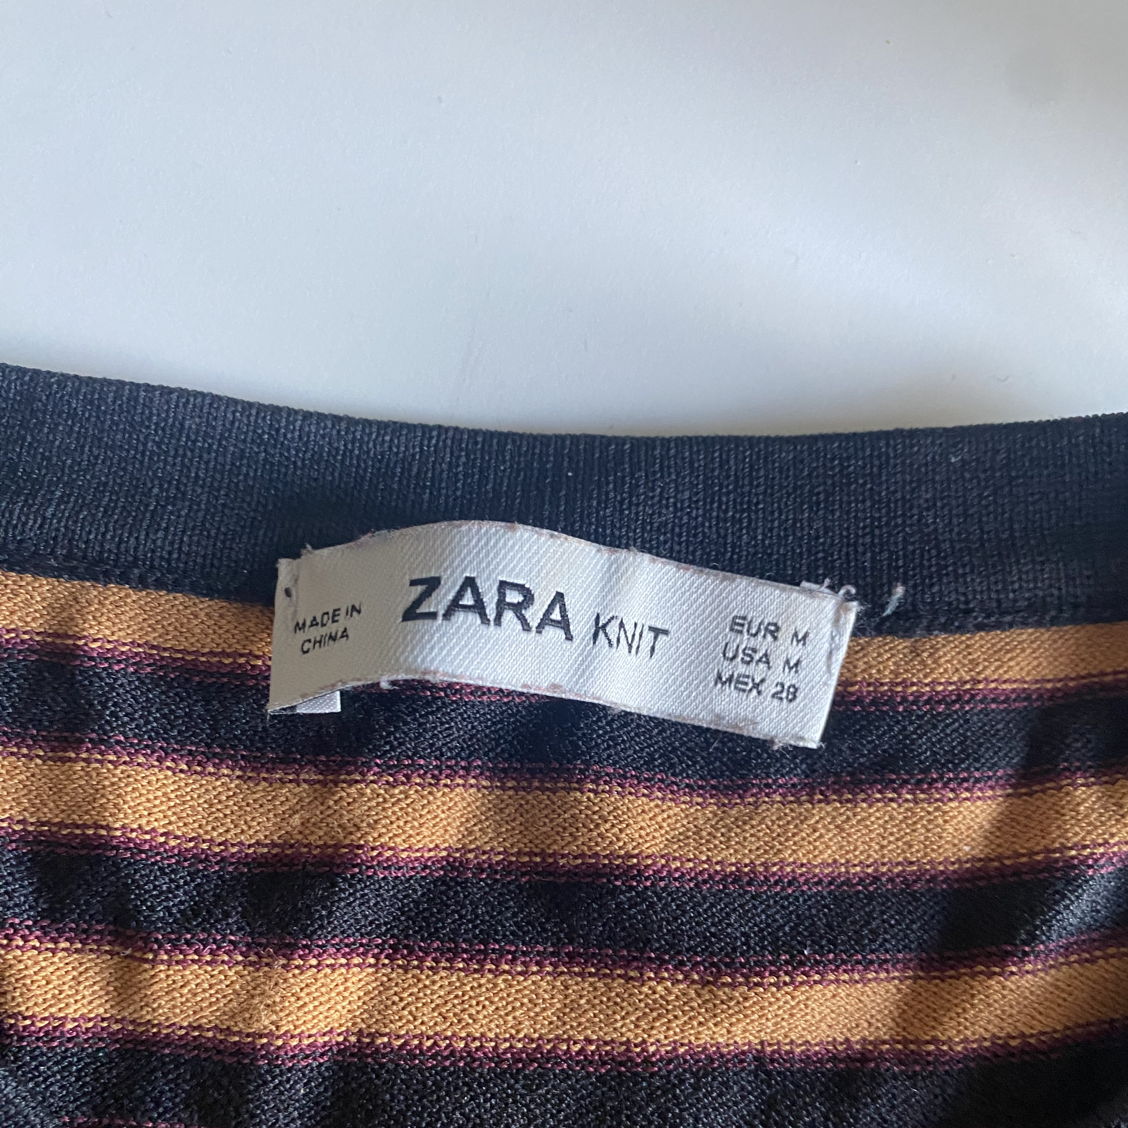 MADE IN
CHINA
ZARA KNIT
EUR M
USA M
MEX 28